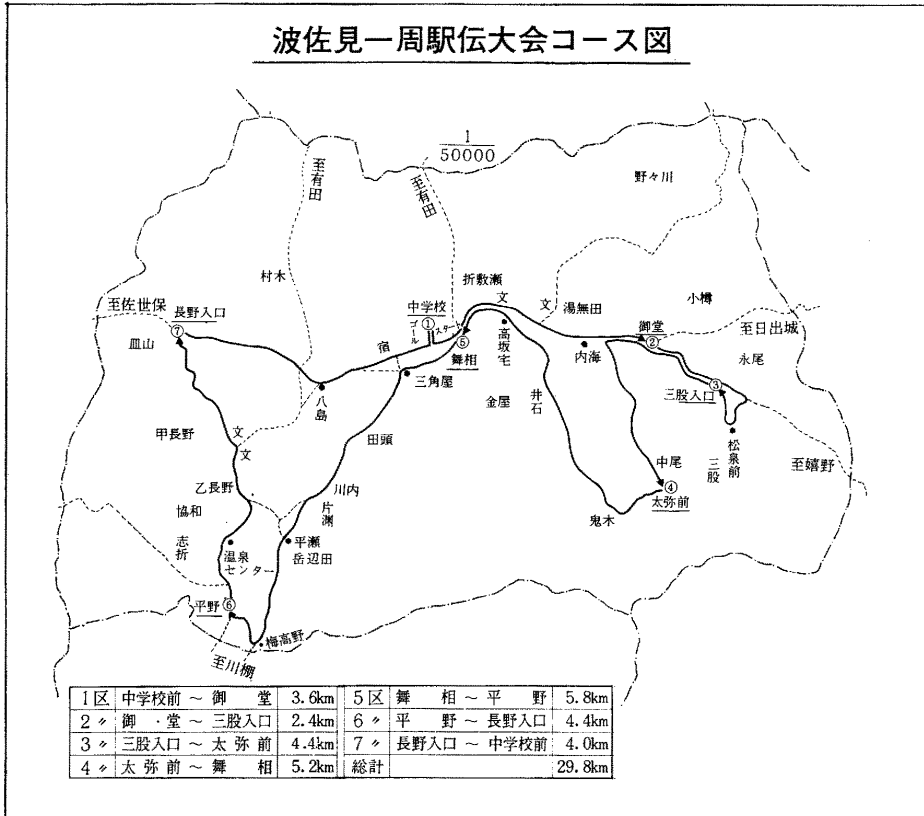 波佐見一周駅伝大会コース図
1
50000
至有田
至有田
野々川
村木
折敷瀬
文
文
湯無田
小樽
至佐世保
長野入口
⑦
皿山
中学校
①
ゴール
スタート
宿
⑤
舞相
高坂宅
内海
御堂
②
至日出城
永尾
三股入口
③
三角屋
八島
金屋
井石
田頭
松泉前
三股
至嬉野
甲長野
文
文
中尾
④
太弥前
鬼木
乙長野
川内
片渕
協和
志折
温泉
センター
平瀬
岳辺田
平野
⑥
梅高野
至川棚
1区 中学校前 ~ 御堂 3.6km 5区 舞相 ~ 平野 5.8km
2〃 御・堂 ~ 三股入口 2.4km 6〃 平野 ~ 長野入口 4.4km
3〃 三股入口 ~ 太弥前 4.4km 7〃 長野入口 ~ 中学校前 4.0km
4〃 太弥前 ~ 舞相 5.2km 総計 29.8km